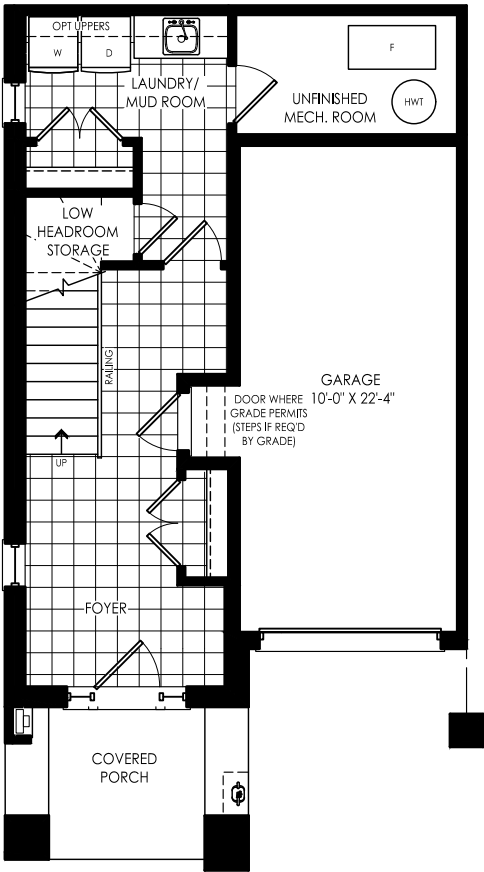 OPT UPPERS
W
D
F
LAUNDRY/
MUD ROOM
UNFINISHED
MECH. ROOM
HWT
LOW
HEADROOM
STORAGE
RAILING
GARAGE
10'-0" X 22'-4"
DOOR WHERE
GRADE PERMITS
(STEPS IF REQ'D
BY GRADE)
UP
FOYER
COVERED
PORCH